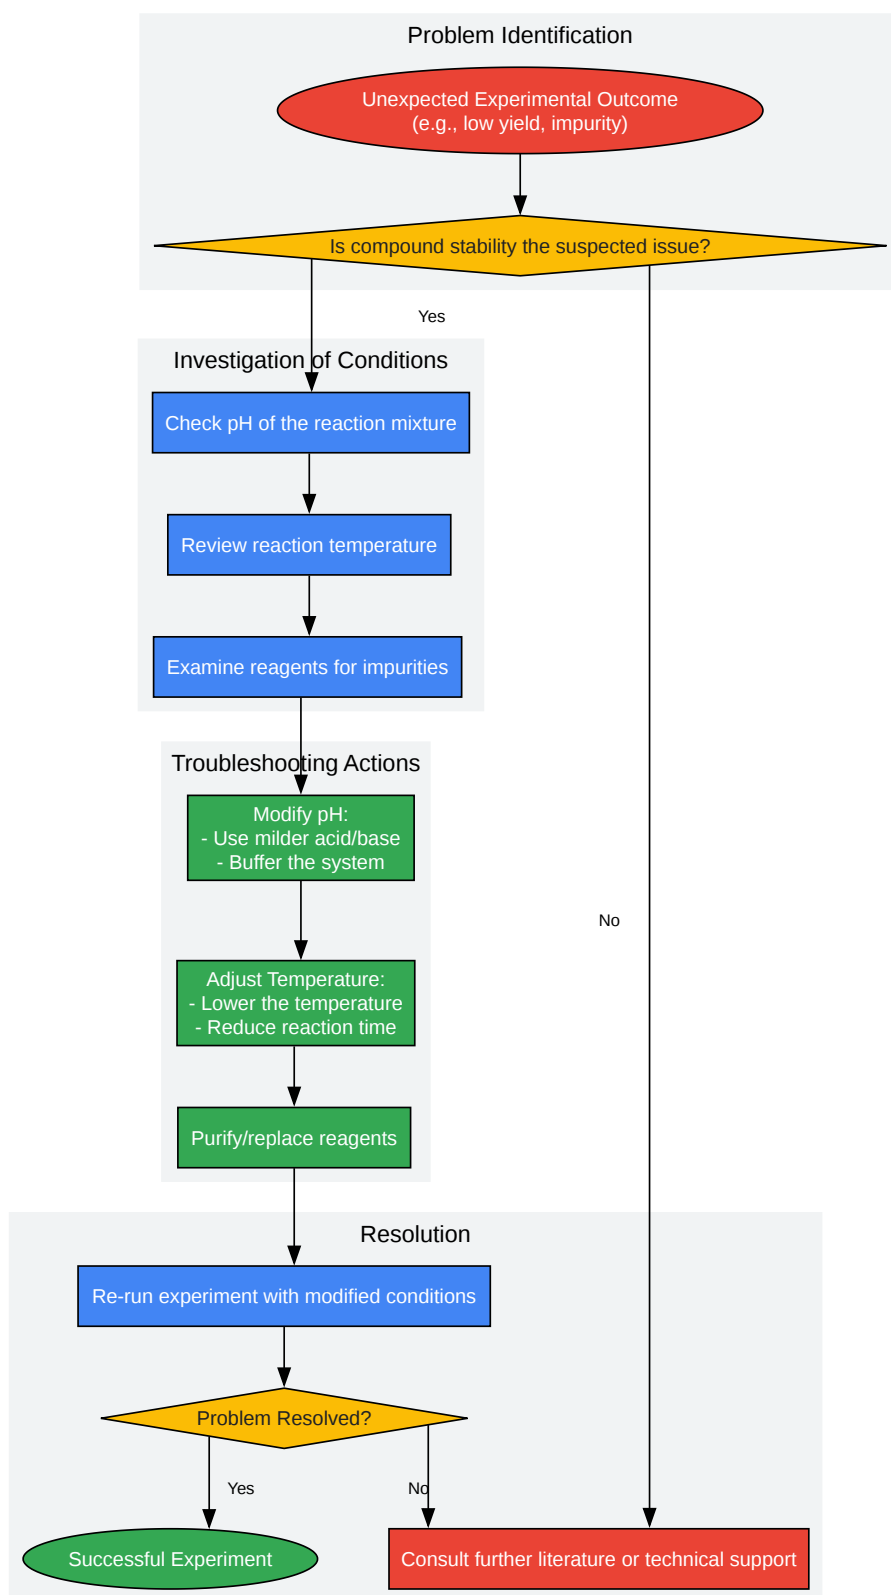 Problem Identification
Unexpected Experimental Outcome
(e.g., low yield, impurity)
Is compound stability the suspected issue?
Yes
Investigation of Conditions
Check pH of the reaction mixture
Review reaction temperature
Examine reagents for impurities
Troubleshooting Actions
Modify pH:
- Use milder acid/base
- Buffer the system
No
Adjust Temperature:
- Lower the temperature
- Reduce reaction time
Purify/replace reagents
Resolution
Re-run experiment with modified conditions
Problem Resolved?
Yes
No
Successful Experiment
Consult further literature or technical support